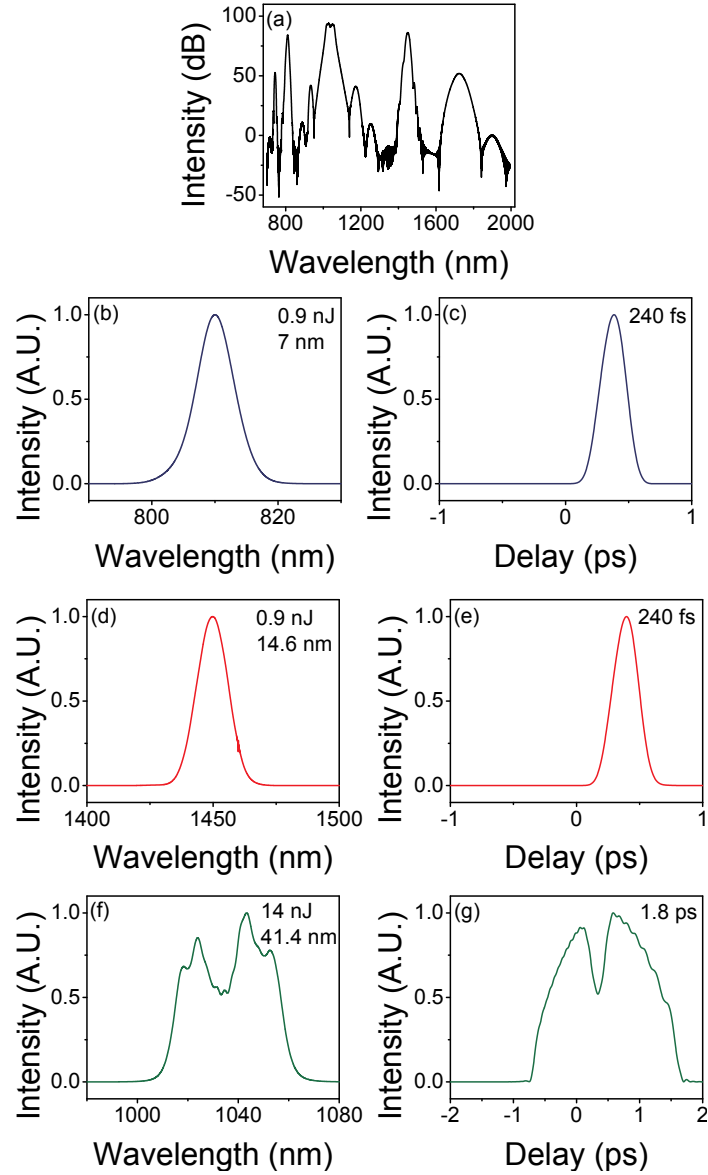 (a)
Intensity (dB)
100
50
0
-50
800 1200 1600 2000
Wavelength (nm)
(b)
0.9 nJ
7 nm
Intensity (A.U.)
1.0
0.5
0.0
800 820
Wavelength (nm)
(c)
240 fs
Intensity (A.U.)
1.0
0.5
0.0
-1 0 1
Delay (ps)
(d)
0.9 nJ
14.6 nm
Intensity (A.U.)
1.0
0.5
0.0
1400 1450 1500
Wavelength (nm)
(e)
240 fs
Intensity (A.U.)
1.0
0.5
0.0
-1 0 1
Delay (ps)
(f)
14 nJ
41.4 nm
Intensity (A.U.)
1.0
0.5
0.0
1000 1040 1080
Wavelength (nm)
(g)
1.8 ps
Intensity (A.U.)
1.0
0.5
0.0
-2 -1 0 1 2
Delay (ps)